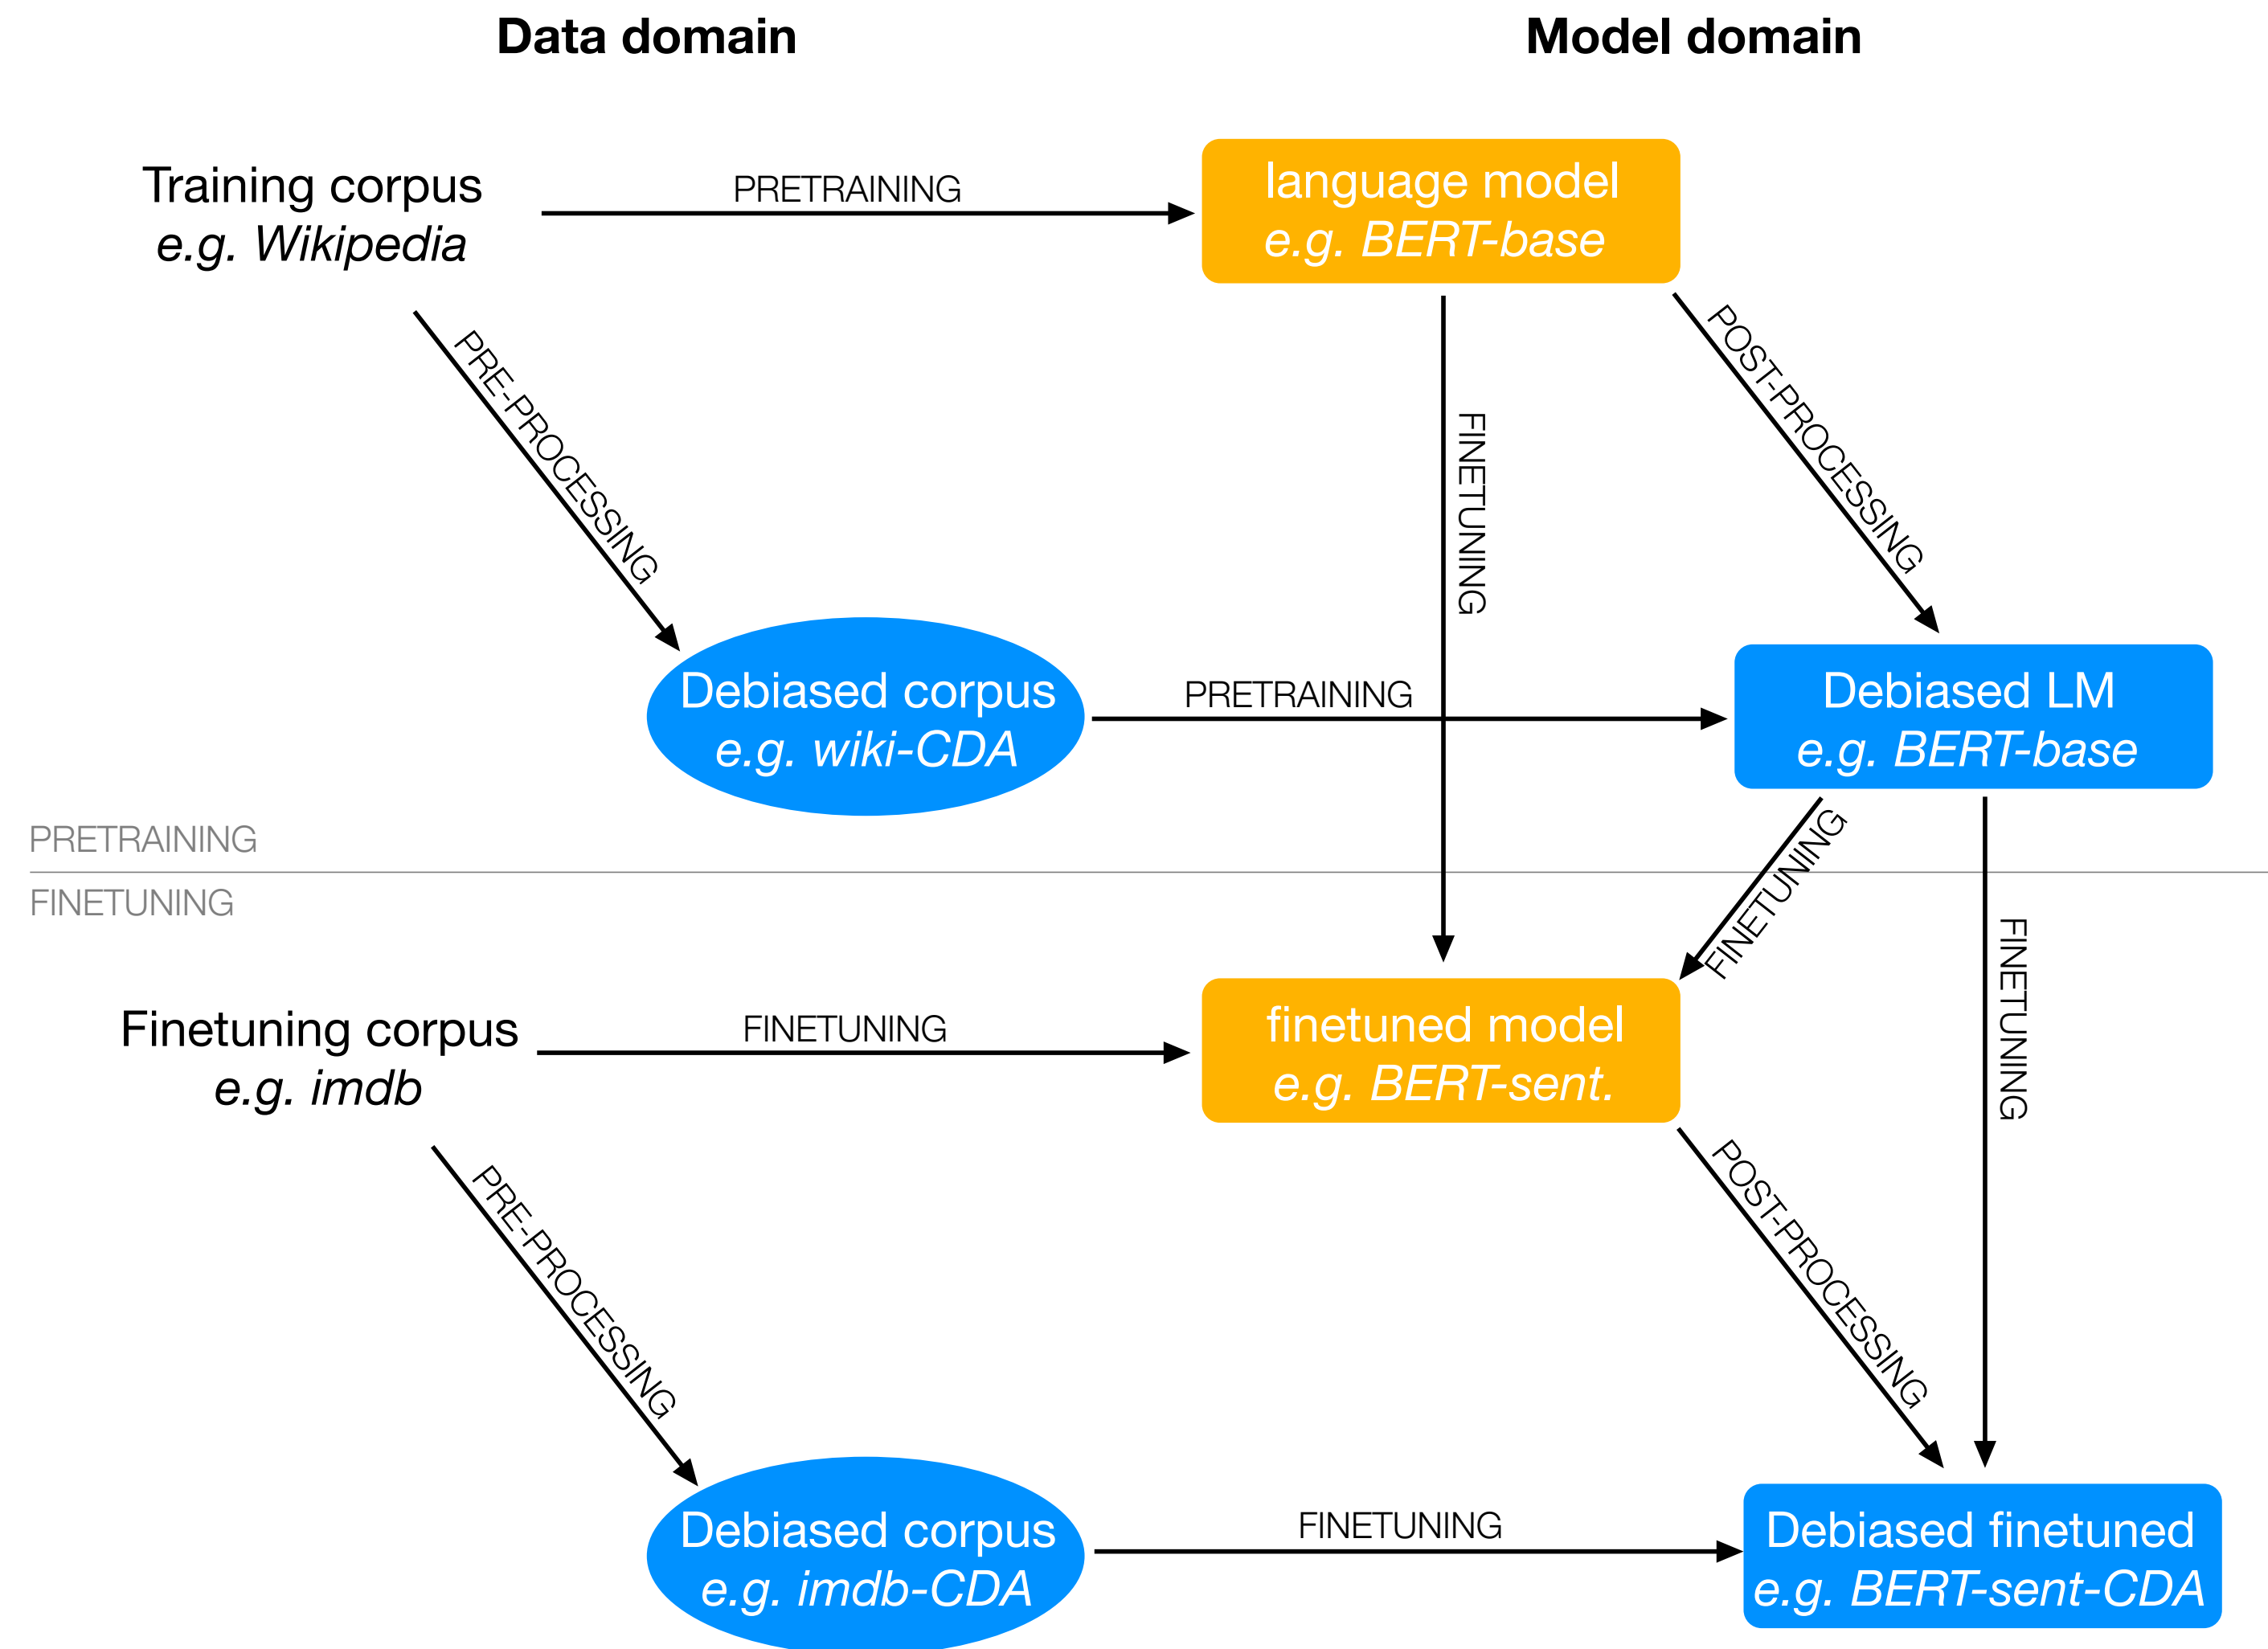 Data domain
Model domain
Training corpus
e.g. Wikipedia
PRETRAINING
language model
e.g. BERT-base
PRE-PROCESSING
FINETUNING
POST-PROCESSING
Debiased corpus
e.g. wiki-CDA
PRETRAINING
Debiased LM
e.g. BERT-base
PRETRAINING
FINETUNING
FINETUNING
FINETUNING
Finetuning corpus
e.g. imdb
FINETUNING
finetuned model
e.g. BERT-sent.
PRE-PROCESSING
POST-PROCESSING
Debiased corpus
e.g. imdb-CDA
FINETUNING
Debiased finetuned
e.g. BERT-sent-CDA